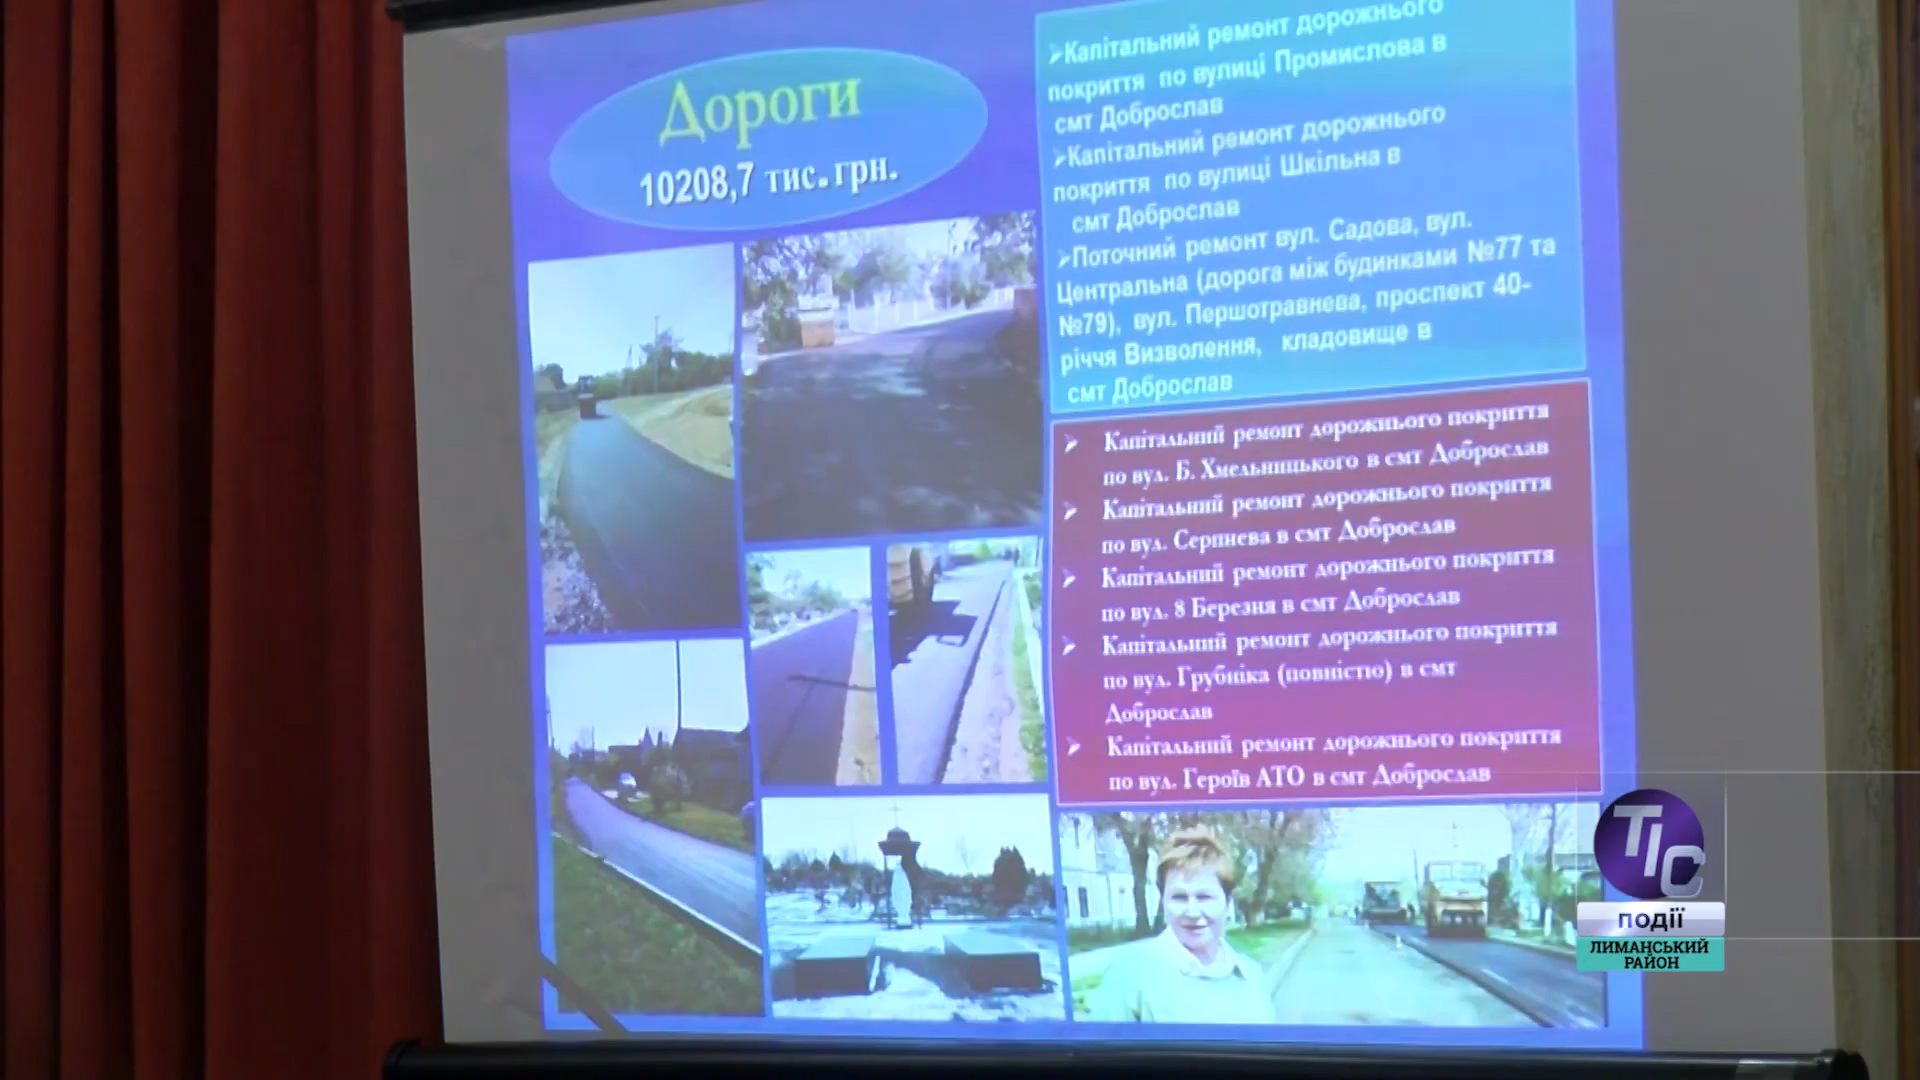 Дороги
10208,7 тис. грн.
➢Капітальний ремонт дорожнього
покриття по вулиці Промислова в
смт Доброслав
➢Капітальний ремонт дорожнього
покриття по вулиці Шкільна в
смт Доброслав
➢Поточний ремонт вул. Садова, вул.
Центральна (дорога між будинками №77 та
№79), вул. Першотравнева, проспект 40-
річчя Визволення, кладовище в
смт Доброслав
➢ Капітальний ремонт дорожнього покриття
по вул. Б. Хмельницького в смт Доброслав
➢ Капітальний ремонт дорожнього покриття
по вул. Серпнева в смт Доброслав
➢ Капітальний ремонт дорожнього покриття
по вул. 8 Березня в смт Доброслав
➢ Капітальний ремонт дорожнього покриття
по вул. Грубніка (повністю) в смт
Доброслав
➢ Капітальний ремонт дорожнього покриття
по вул. Героїв АТО в смт Доброслав
ТІС
події
ЛИМАНСЬКИЙ
РАЙОН